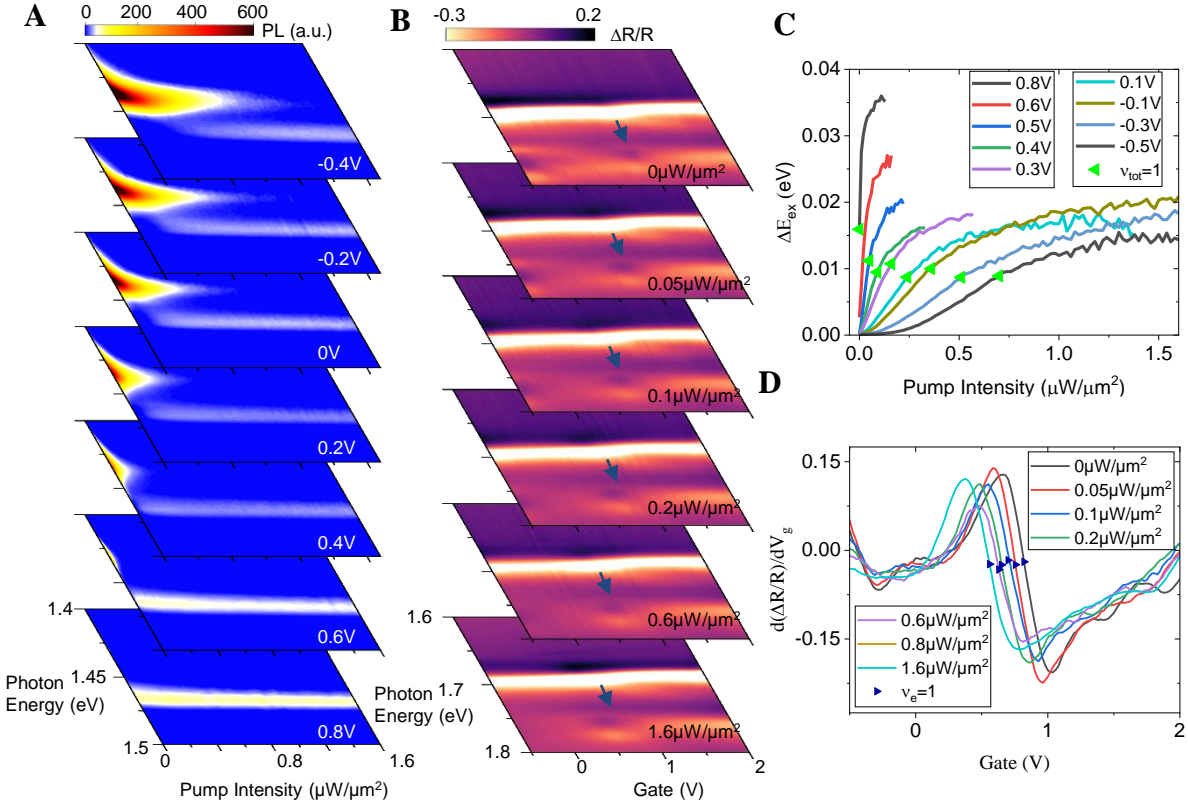 A
0 200 400 600
PL (a.u.)
-0.4V
-0.2V
0V
0.2V
0.4V
0.6V
0.8V
1.4
1.45
1.5
Photon
Energy (eV)
0 0.8 1.6
Pump Intensity (µW/µm²)
B
-0.3 0.2
ΔR/R
0µW/µm²
0.05µW/µm²
0.1µW/µm²
0.2µW/µm²
0.6µW/µm²
1.6µW/µm²
1.6
1.7
1.8
Photon
Energy (eV)
0 1 2
Gate (V)
C
0.04
0.03
0.02
0.01
0.00
ΔE_ex (eV)
0.8V
0.6V
0.5V
0.4V
0.3V
0.1V
-0.1V
-0.3V
-0.5V
ν_tot=1
0.0 0.5 1.0 1.5
Pump Intensity (µW/µm²)
D
0.15
0.00
-0.15
d(ΔR/R)/dV_g
0µW/µm²
0.05µW/µm²
0.1µW/µm²
0.2µW/µm²
0.6µW/µm²
0.8µW/µm²
1.6µW/µm²
ν_e=1
0 1 2
Gate (V)